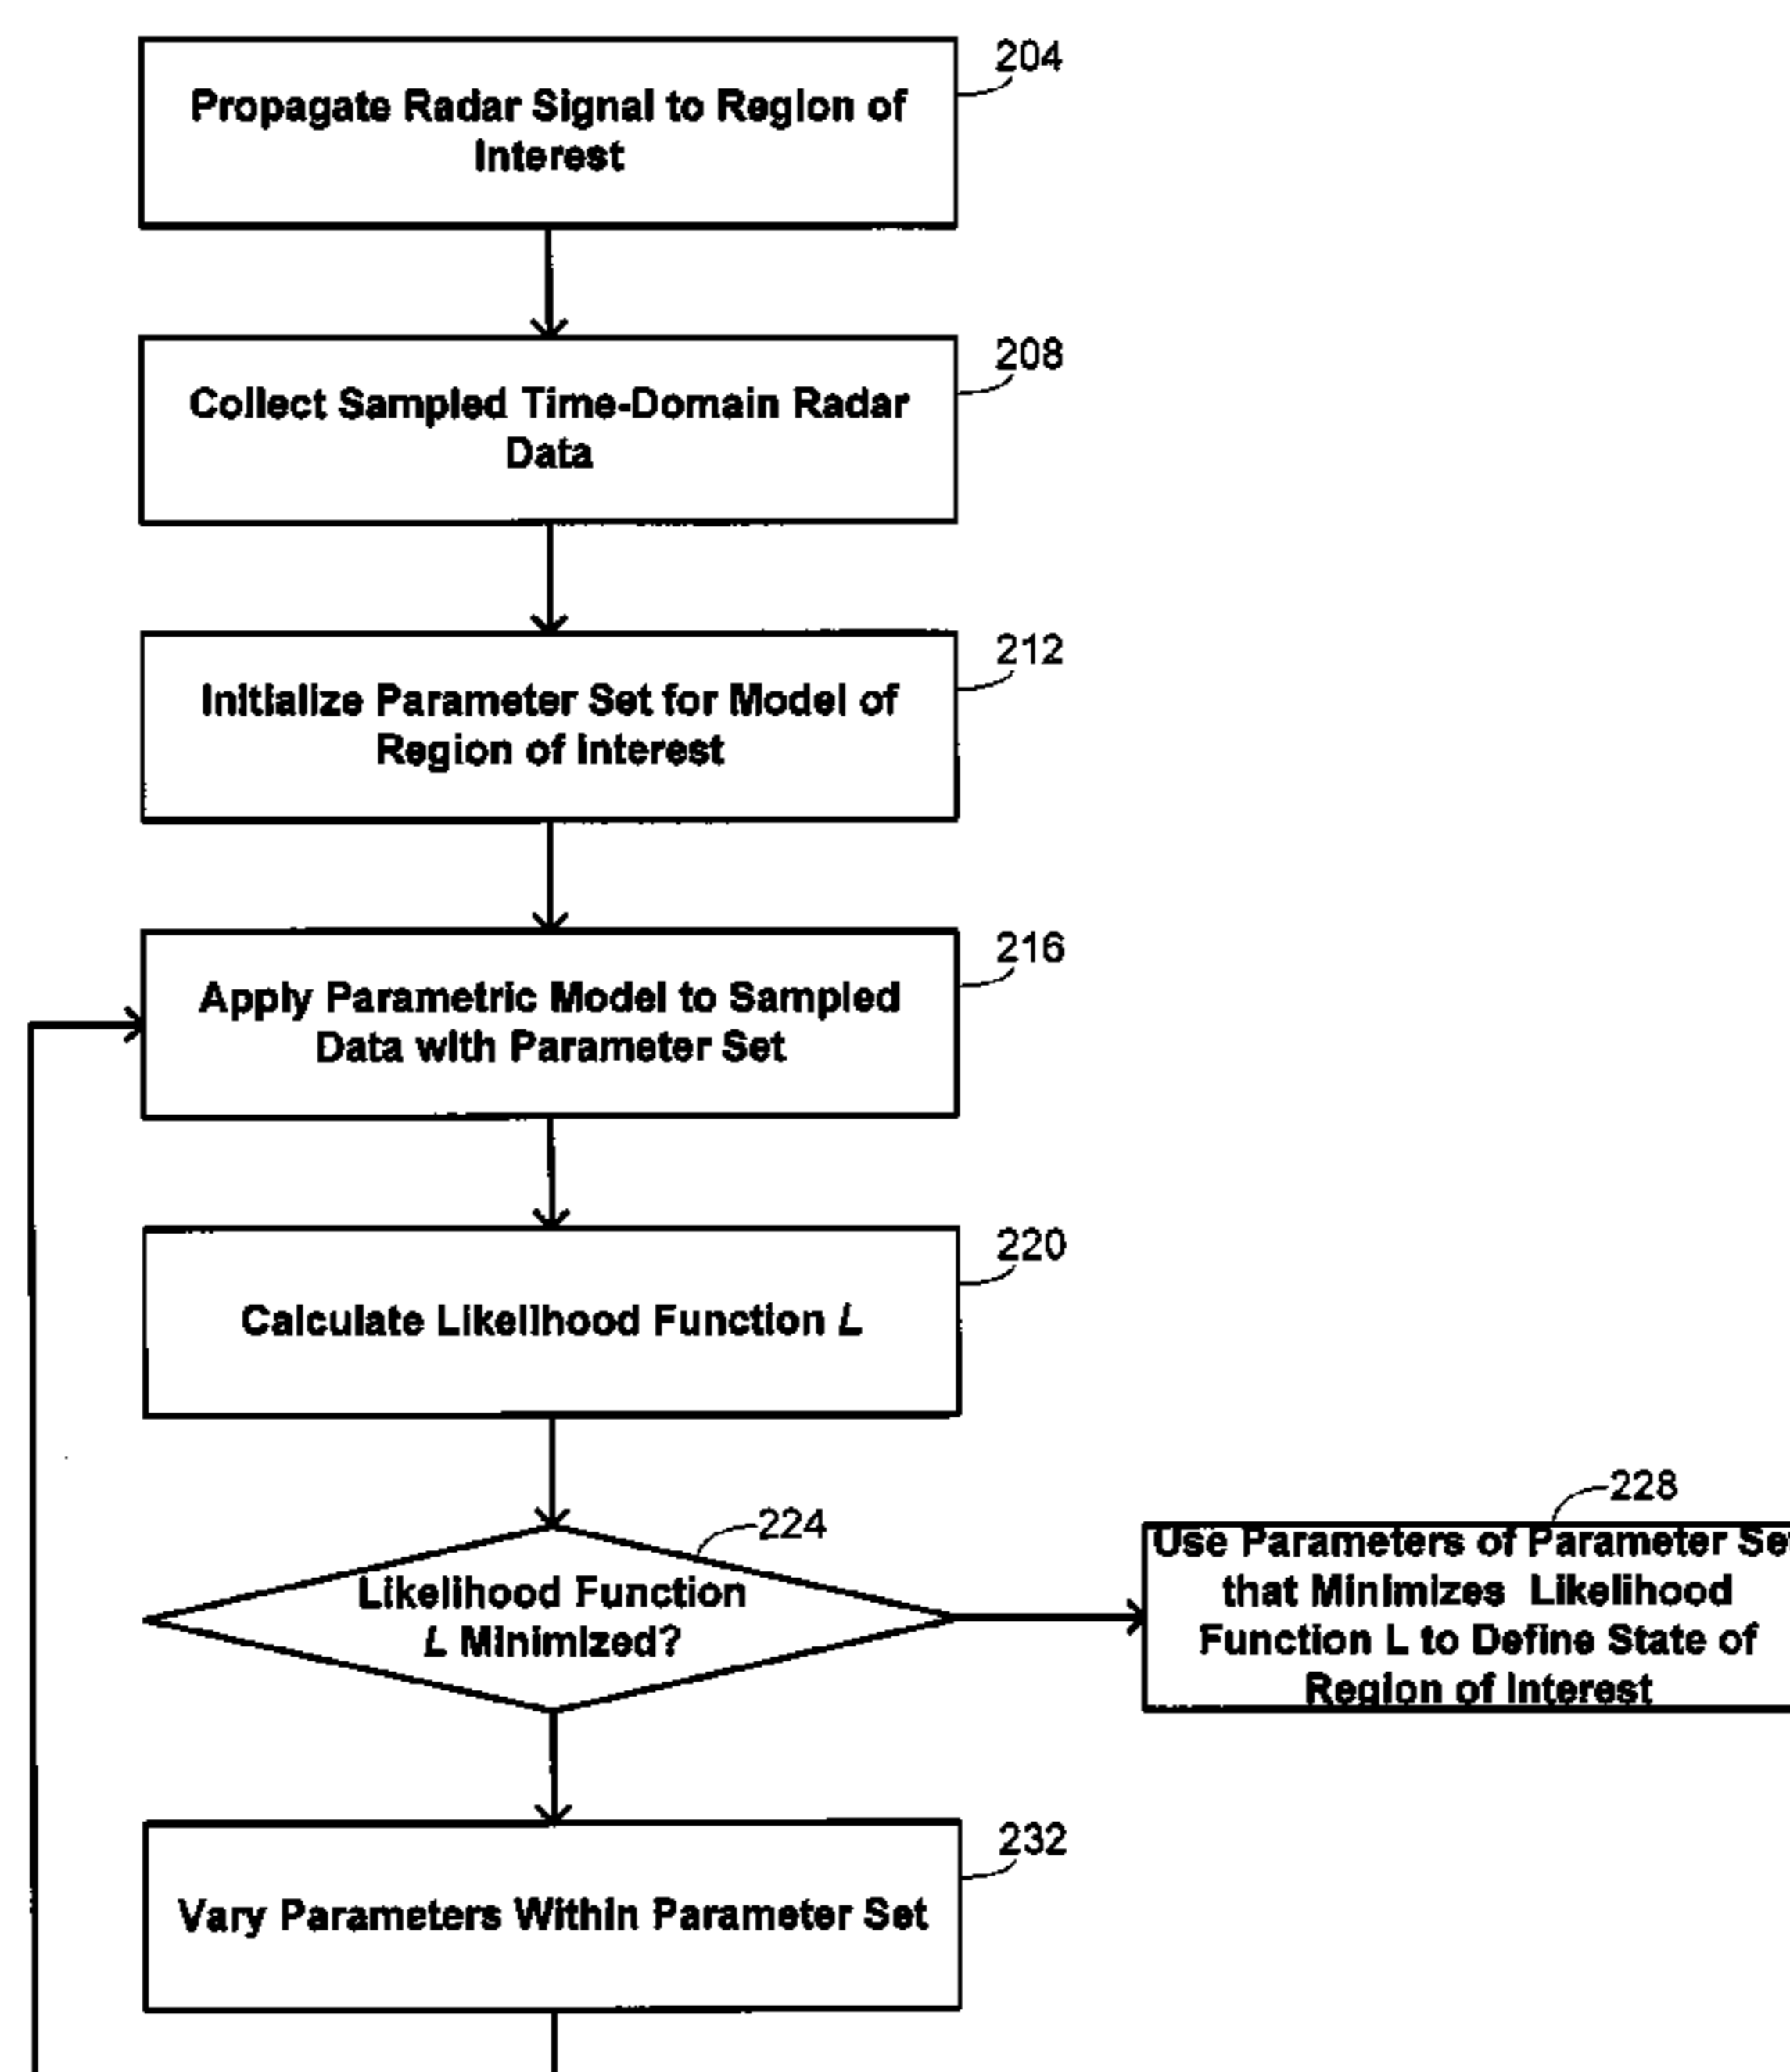 204
Propagate Radar Signal to Region of
Interest
208
Collect Sampled Time-Domain Radar
Data
212
Initialize Parameter Set for Model of
Region of Interest
216
Apply Parametric Model to Sampled
Data with Parameter Set
220
Calculate Likelihood Function L
224
Likelihood Function
L Minimized?
228
Use Parameters of Parameter Set
that Minimizes Likelihood
Function L to Define State of
Region of Interest
232
Vary Parameters Within Parameter Set